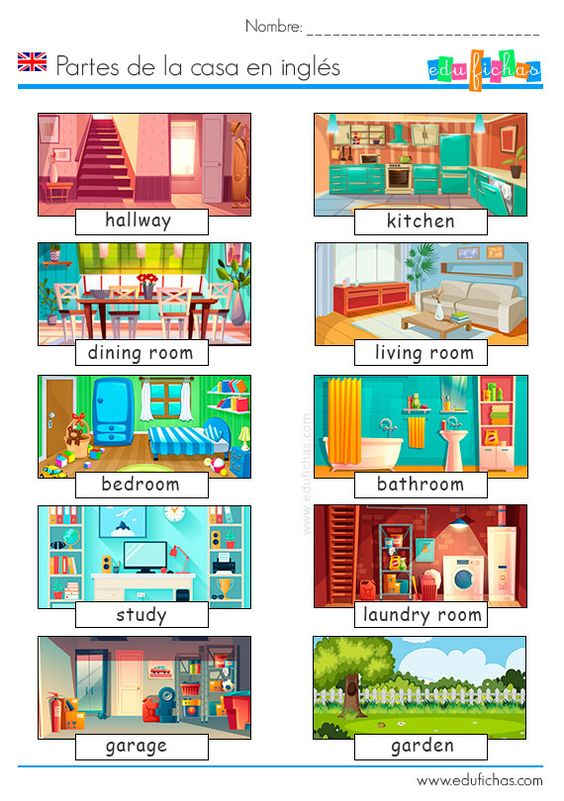 Nombre:___________________________
Partes de la casa en inglés
edufichas
hallway
kitchen
dining room
living room
bedroom
bathroom
study
laundry room
garage
garden
www.edufichas.com
www.edufichas.com